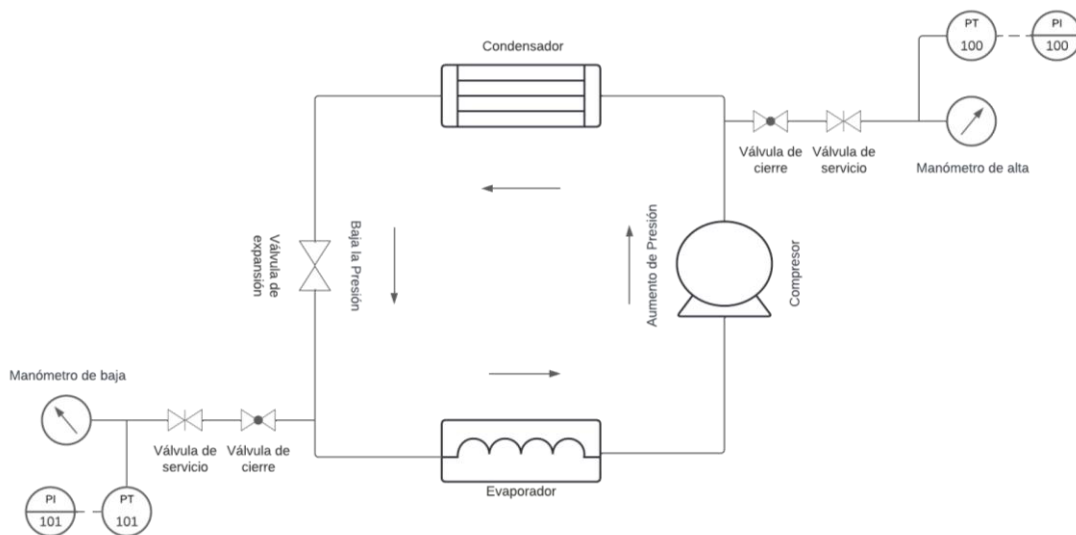 PT
100
PI
100
Condensador
Válvula de
cierre
Válvula de
servicio
Manómetro de alta
Válvula de
expansión
Baja la Presión
Aumento de Presión
Compresor
Manómetro de baja
Válvula de
servicio
Válvula de
cierre
Evaporador
PI
101
PT
101